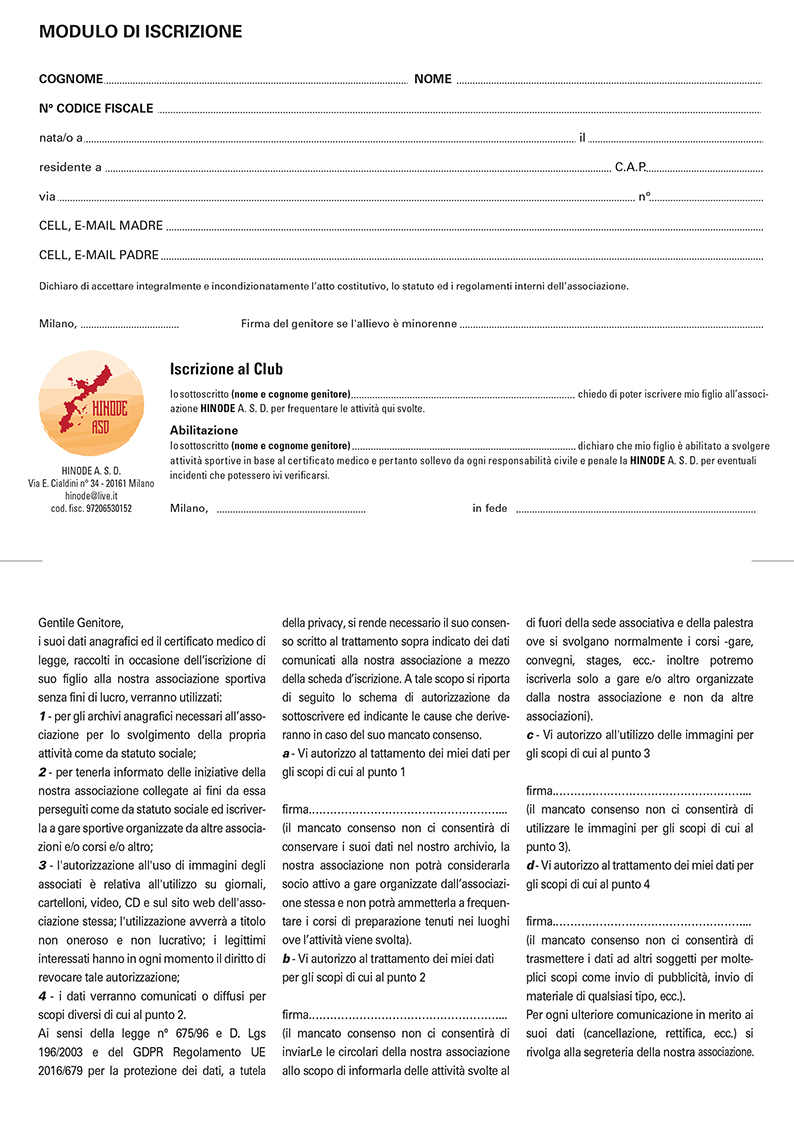 MODULO DI ISCRIZIONE
COGNOME........................................ NOME ........................................
N° CODICE FISCALE ........................................
nata/o a ........................................ il ........................................
residente a ........................................ C.A.P. ........................................
via ........................................ n° ........................................
CELL, E-MAIL MADRE ........................................
CELL, E-MAIL PADRE ........................................
Dichiaro di accettare integralmente e incondizionatamente l'atto costitutivo, lo statuto ed i regolamenti interni dell'associazione.
Milano, .................................... Firma del genitore se l'allievo è minorenne ........................................
HINODE
ASD
HINODE A. S. D.
Via E. Cialdini n° 34 - 20161 Milano
hinode@live.it
cod. fisc. 97206530152
Iscrizione al Club
Io sottoscritto (nome e cognome genitore)........................................ chiedo di poter iscrivere mio figlio all'associ-
azione HINODE A. S. D. per frequentare le attività qui svolte.
Abilitazione
Io sottoscritto (nome e cognome genitore) ........................................ dichiaro che mio figlio è abilitato a svolgere
attività sportive in base al certificato medico e pertanto sollevo da ogni responsabilità civile e penale la HINODE A. S. D. per eventuali
incidenti che potessero ivi verificarsi.
Milano, ........................................ in fede ........................................
Gentile Genitore,
i suoi dati anagrafici ed il certificato medico di
legge, raccolti in occasione dell'iscrizione di
suo figlio alla nostra associazione sportiva
senza fini di lucro, verranno utilizzati:
1 - per gli archivi anagrafici necessari all'asso-
ciazione per lo svolgimento della propria
attività come da statuto sociale;
2 - per tenerla informato delle iniziative della
nostra associazione collegate ai fini da essa
perseguiti come da statuto sociale ed iscriver-
la a gare sportive organizzate da altre associa-
zioni e/o corsi e/o altro;
3 - l'autorizzazione all'uso di immagini degli
associati è relativa all'utilizzo su giornali,
cartelloni, video, CD e sul sito web dell'asso-
ciazione stessa; l'utilizzazione avverrà a titolo
non oneroso e non lucrativo; i legittimi
interessati hanno in ogni momento il diritto di
revocare tale autorizzazione;
4 - i dati verranno comunicati o diffusi per
scopi diversi di cui al punto 2.
Ai sensi della legge n° 675/96 e D. Lgs
196/2003 e del GDPR Regolamento UE
2016/679 per la protezione dei dati, a tutela
della privacy, si rende necessario il suo consen-
so scritto al trattamento sopra indicato dei dati
comunicati alla nostra associazione a mezzo
della scheda d'iscrizione. A tale scopo si riporta
di seguito lo schema di autorizzazione da
sottoscrivere ed indicante le cause che derive-
ranno in caso del suo mancato consenso.
a - Vi autorizzo al tattamento dei miei dati per
gli scopi di cui al punto 1
firma..................................................
(il mancato consenso non ci consentirà di
conservare i suoi dati nel nostro archivio, la
nostra associazione non potrà considerarla
socio attivo a gare organizzate dall'associazi-
one stessa e non potrà ammetterla a frequen-
tare i corsi di preparazione tenuti nei luoghi
ove l'attività viene svolta).
b - Vi autorizzo al trattamento dei miei dati
per gli scopi di cui al punto 2
firma..................................................
(il mancato consenso non ci consentirà di
inviarLe le circolari della nostra associazione
allo scopo di informarla delle attività svolte al
di fuori della sede associativa e della palestra
ove si svolgano normalmente i corsi -gare,
convegni, stages, ecc.- inoltre potremo
iscriverla solo a gare e/o altro organizzate
dalla nostra associazione e non da altre
associazioni).
c - Vi autorizzo all'utilizzo delle immagini per
gli scopi di cui al punto 3
firma..................................................
(il mancato consenso non ci consentirà di
utilizzare le immagini per gli scopi di cui al
punto 3).
d - Vi autorizzo al trattamento dei miei dati per
gli scopi di cui al punto 4
firma..................................................
(il mancato consenso non ci consentirà di
trasmettere i dati ad altri soggetti per molte-
plici scopi come invio di pubblicità, invio di
materiale di qualsiasi tipo, ecc.).
Per ogni ulteriore comunicazione in merito ai
suoi dati (cancellazione, rettifica, ecc.) si
rivolga alla segreteria della nostra associazione.